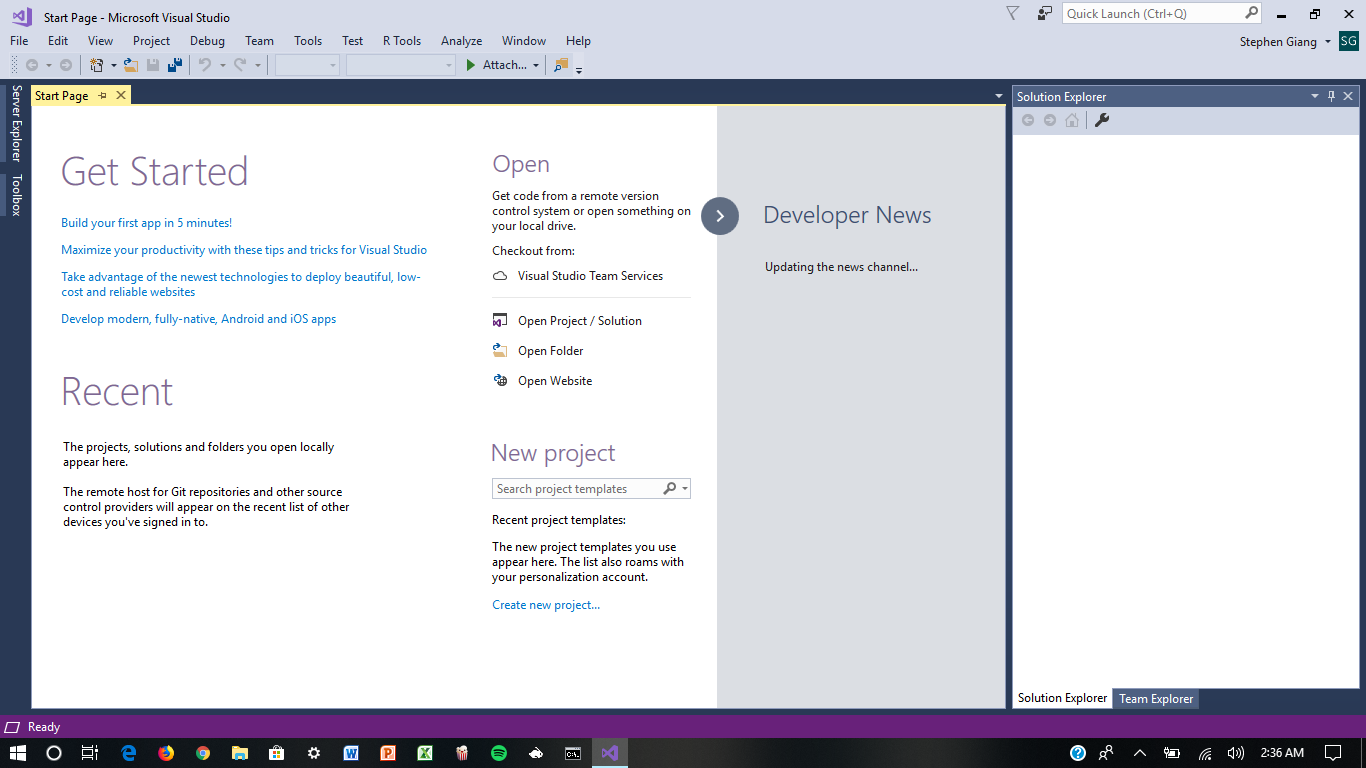 Start Page - Microsoft Visual Studio
Quick Launch (Ctrl+Q)
File Edit View Project Debug Team Tools Test R Tools Analyze Window Help
Stephen Giang SG
Attach...
Server Explorer
Toolbox
Start Page
Get Started
Build your first app in 5 minutes!
Maximize your productivity with these tips and tricks for Visual Studio
Take advantage of the newest technologies to deploy beautiful, low-
cost and reliable websites
Develop modern, fully-native, Android and iOS apps
Recent
The projects, solutions and folders you open locally
appear here.
The remote host for Git repositories and other source
control providers will appear on the recent list of other
devices you've signed in to.
Open
Get code from a remote version
control system or open something on
your local drive.
Checkout from:
Visual Studio Team Services
Open Project / Solution
Open Folder
Open Website
New project
Search project templates
Recent project templates:
The new project templates you use
appear here. The list also roams with
your personalization account.
Create new project...
Developer News
Updating the news channel...
Solution Explorer
Solution Explorer Team Explorer
Ready
2:36 AM